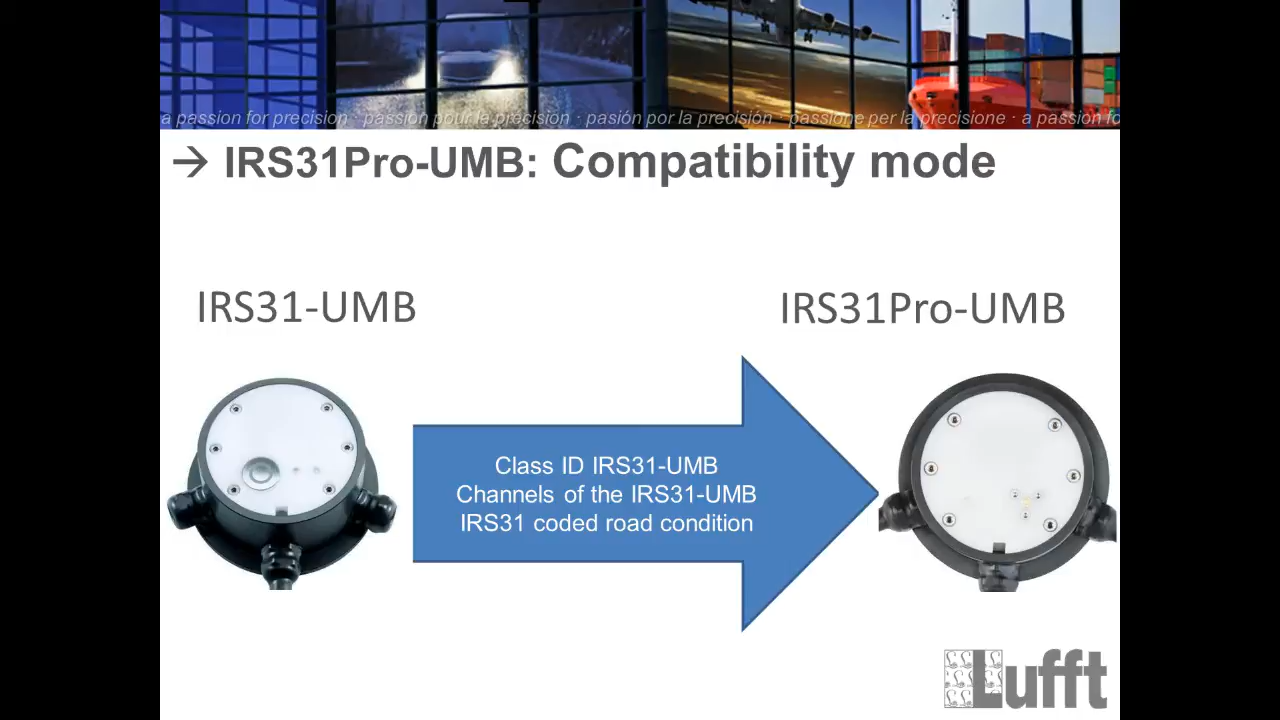 a passion for precision · passion pour la précision · pasión por la precisión · passione per la precisione · a passion fo
→ IRS31Pro-UMB: Compatibility mode
IRS31-UMB
IRS31Pro-UMB
Class ID IRS31-UMB
Channels of the IRS31-UMB
IRS31 coded road condition
Lufft